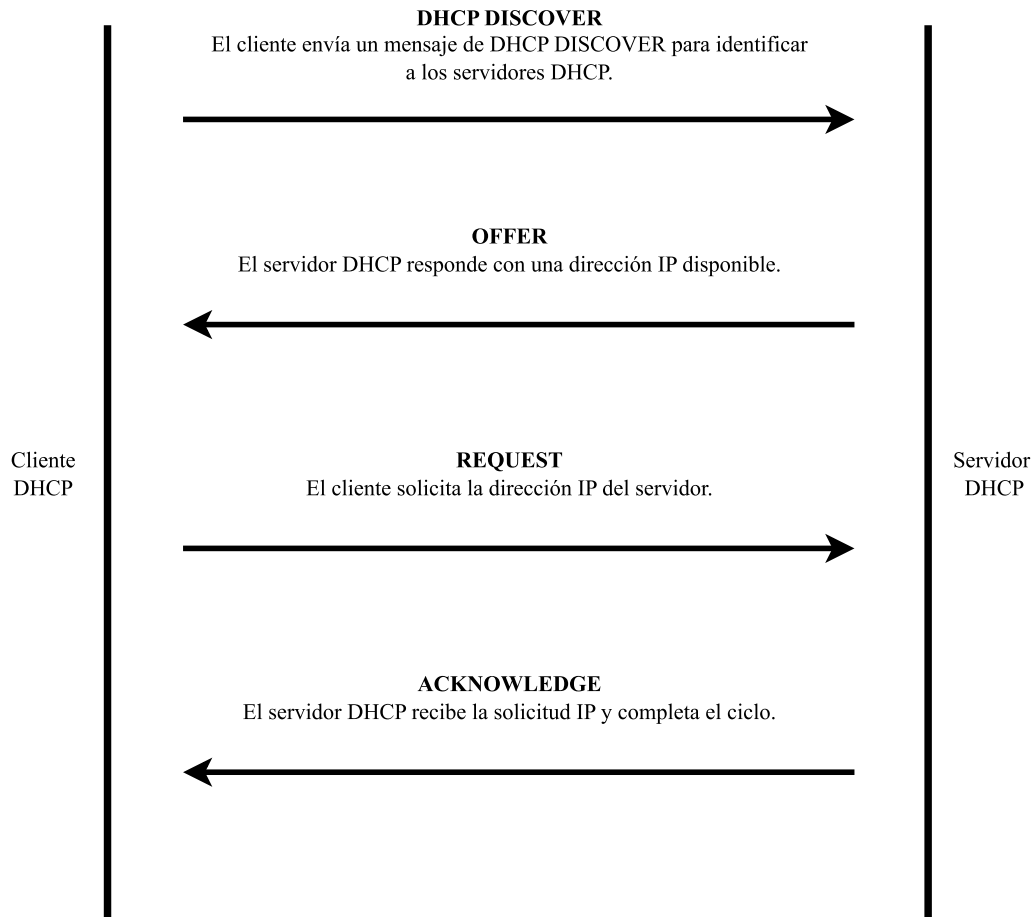 DHCP DISCOVER
El cliente envía un mensaje de DHCP DISCOVER para identificar
a los servidores DHCP.
OFFER
El servidor DHCP responde con una dirección IP disponible.
Cliente
DHCP
REQUEST
El cliente solicita la dirección IP del servidor.
Servidor
DHCP
ACKNOWLEDGE
El servidor DHCP recibe la solicitud IP y completa el ciclo.